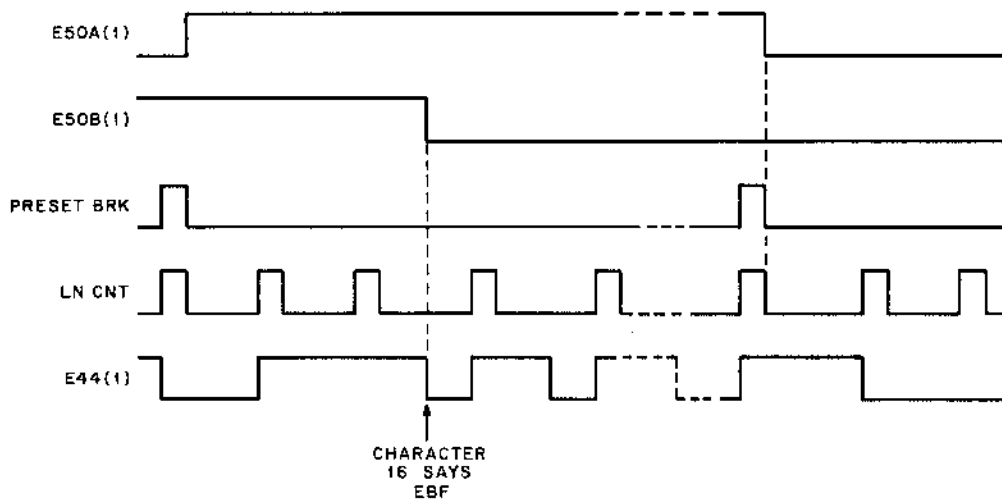 E50A(1)
E50B(1)
PRESET BRK
LN CNT
E44(1)
CHARACTER
16 SAYS
EBF